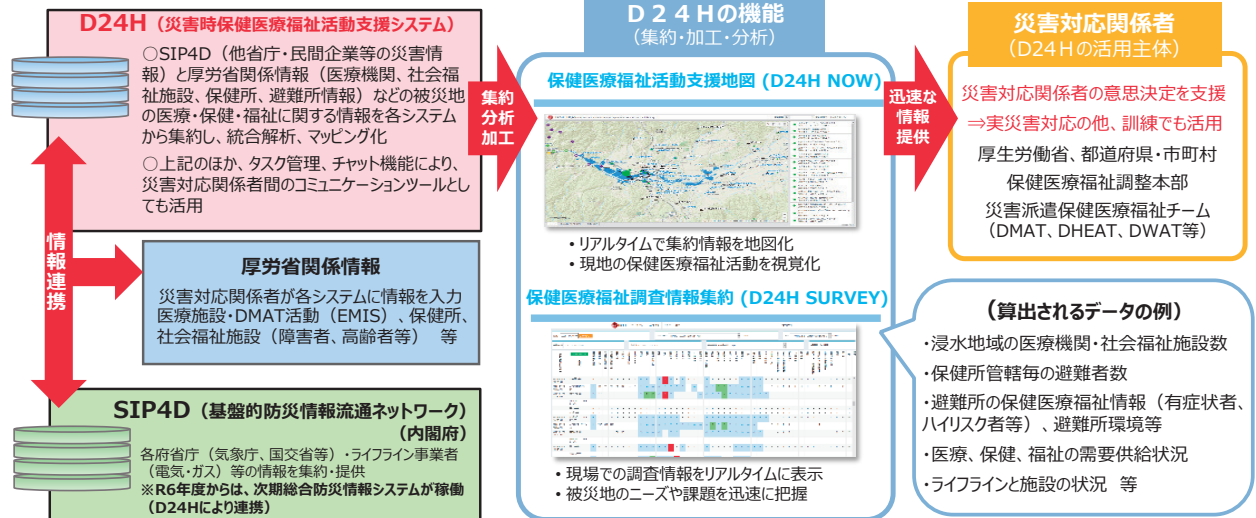 D24H（災害時保健医療福祉活動支援システム）
○SIP4D（他省庁・民間企業等の災害情
報）と厚労省関係情報（医療機関、社会福
祉施設、保健所、避難所情報）などの被災地
の医療・保健・福祉に関する情報を各システム
から集約し、統合解析、マッピング化
○上記のほか、タスク管理、チャット機能により、
災害対応関係者間のコミュニケーションツールとし
ても活用
情報連携
厚労省関係情報
災害対応関係者が各システムに情報を入力
医療施設・DMAT活動（EMIS）、保健所、
社会福祉施設（障害者、高齢者等）　等
SIP4D（基盤的防災情報流通ネットワーク）
（内閣府）
各府省庁（気象庁、国交省等）・ライフライン事業者
（電気・ガス）等の情報を集約・提供
※R6年度からは、次期総合防災情報システムが稼働
（D24Hにより連携）
集約
分析
加工
Ｄ２４Ｈの機能
（集約・加工・分析）
保健医療福祉活動支援地図 (D24H NOW)
• リアルタイムで集約情報を地図化
• 現地の保健医療福祉活動を視覚化
保健医療福祉調査情報集約 (D24H SURVEY)
• 現場での調査情報をリアルタイムに表示
• 被災地のニーズや課題を迅速に把握
迅速な
情報
提供
災害対応関係者
（D24Hの活用主体）
災害対応関係者の意思決定を支援
⇒実災害対応の他、訓練でも活用
厚生労働省、都道府県・市町村
保健医療福祉調整本部
災害派遣保健医療福祉チーム
（DMAT、DHEAT、DWAT等）
（算出されるデータの例）
・浸水地域の医療機関・社会福祉施設数
・保健所管轄毎の避難者数
・避難所の保健医療福祉情報（有症状者、
ハイリスク者等）、避難所環境等
・医療、保健、福祉の需要供給状況
・ライフラインと施設の状況　等